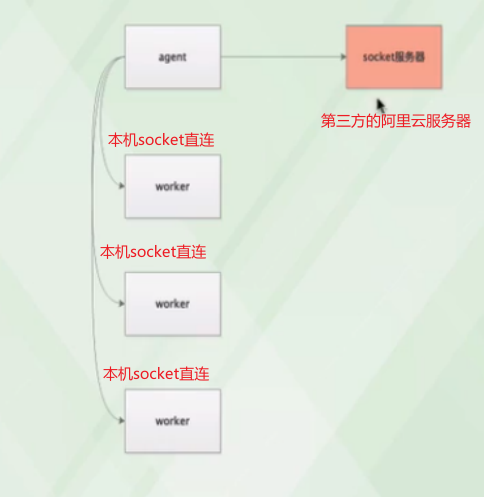 agent
socket服务器
第三方的阿里云服务器
本机socket直连
worker
本机socket直连
worker
本机socket直连
worker